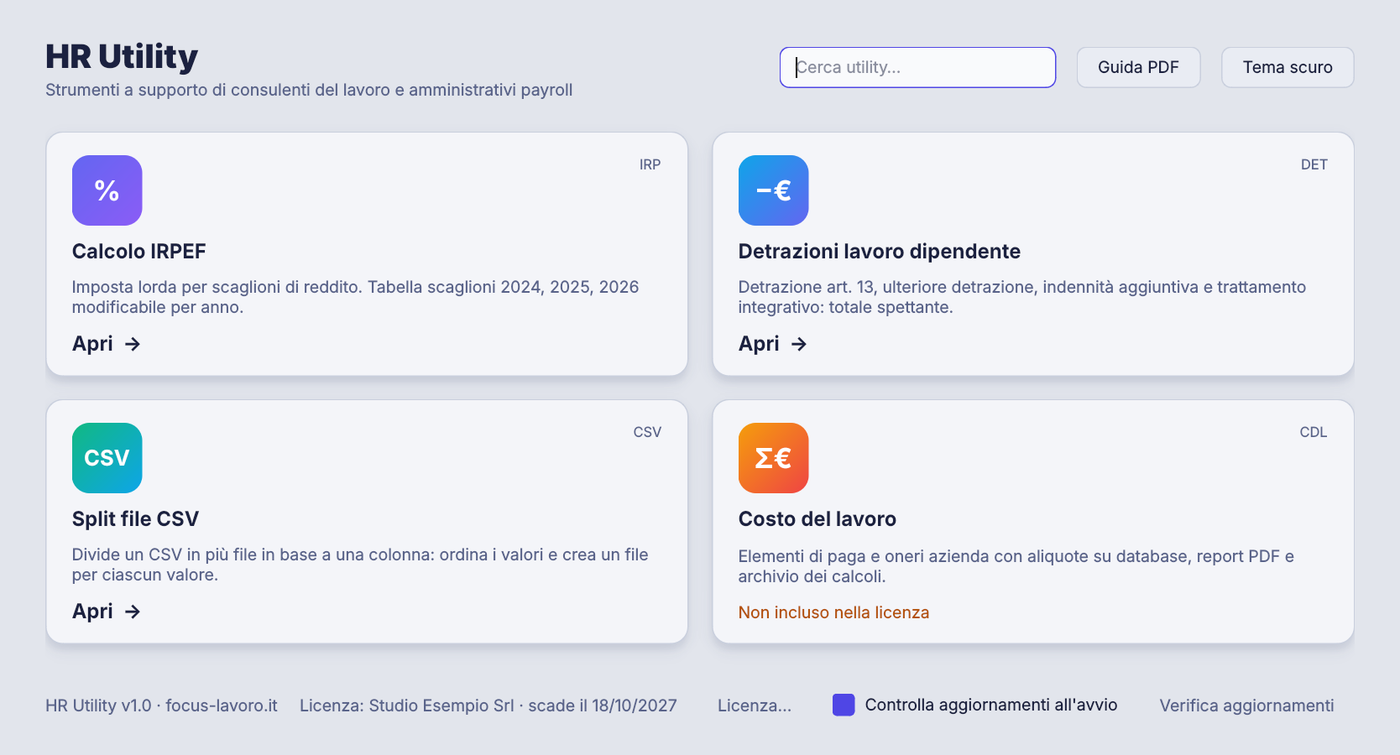 HR Utility
Strumenti a supporto di consulenti del lavoro e amministrativi payroll
Cerca utility...
Guida PDF
Tema scuro
%
IRP
Calcolo IRPEF
Imposta lorda per scaglioni di reddito. Tabella scaglioni 2024, 2025, 2026
modificabile per anno.
Apri →
−€
DET
Detrazioni lavoro dipendente
Detrazione art. 13, ulteriore detrazione, indennità aggiuntiva e trattamento
integrativo: totale spettante.
Apri →
CSV
CSV
Split file CSV
Divide un CSV in più file in base a una colonna: ordina i valori e crea un file
per ciascun valore.
Apri →
Σ€
CDL
Costo del lavoro
Elementi di paga e oneri azienda con aliquote su database, report PDF e
archivio dei calcoli.
Non incluso nella licenza
HR Utility v1.0 · focus-lavoro.it
Licenza: Studio Esempio Srl · scade il 18/10/2027
Licenza...
Controlla aggiornamenti all'avvio
Verifica aggiornamenti